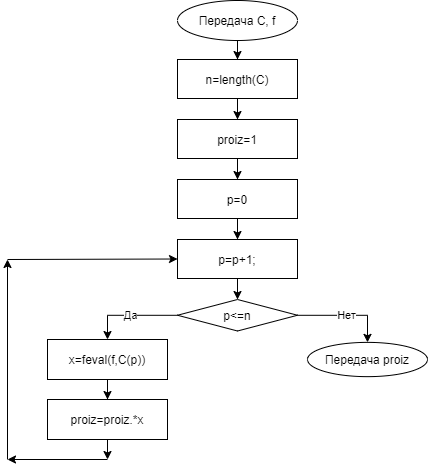 Передача C, f
n=length(C)
proiz=1
p=0
p=p+1;
p<=n
Да
Нет
x=feval(f,C(p))
Передача proiz
proiz=proiz.*x